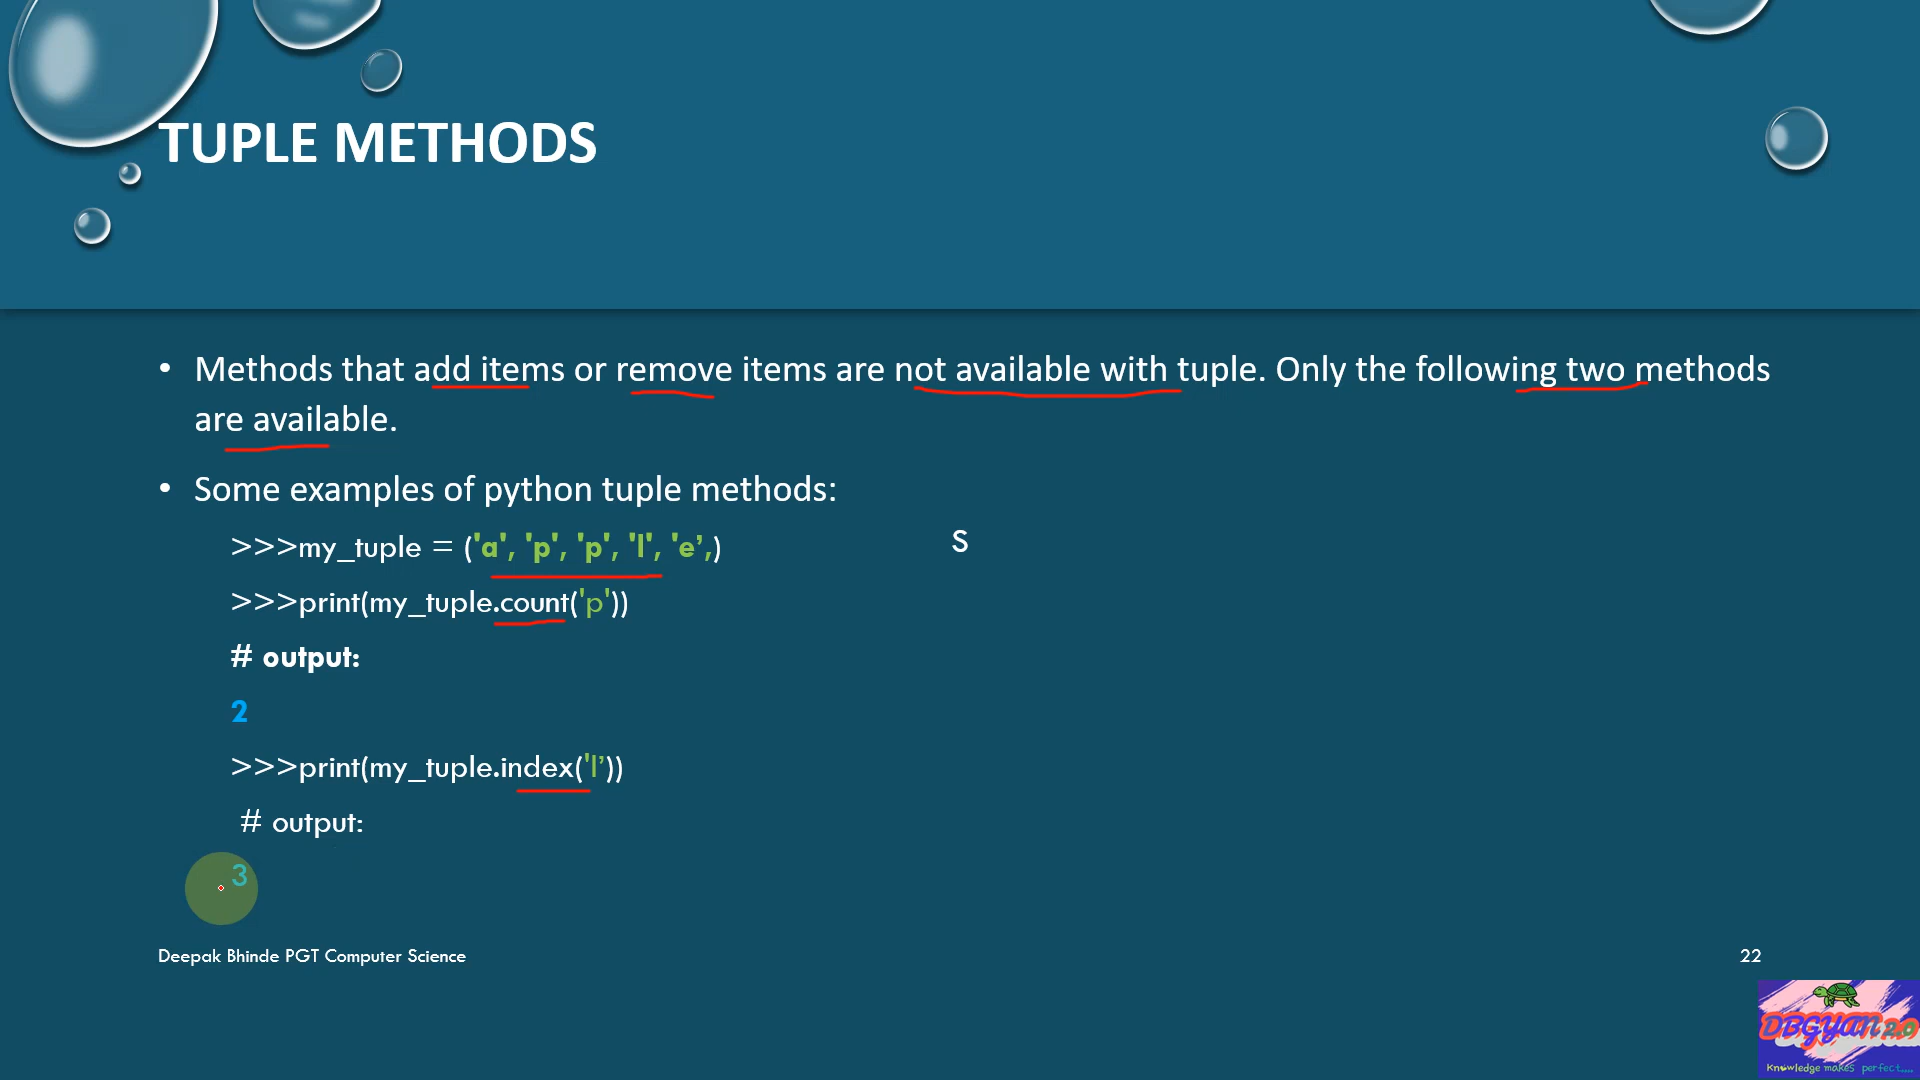 TUPLE METHODS
• Methods that add items or remove items are not available with tuple. Only the following two methods
are available.
• Some examples of python tuple methods:
>>>my_tuple = ('a', 'p', 'p', 'l', 'e’,)
S
>>>print(my_tuple.count('p'))
# output:
2
>>>print(my_tuple.index('l’))
# output:
3
Deepak Bhinde PGT Computer Science
22
DBGYAN 2.0
Knowledge makes perfect....